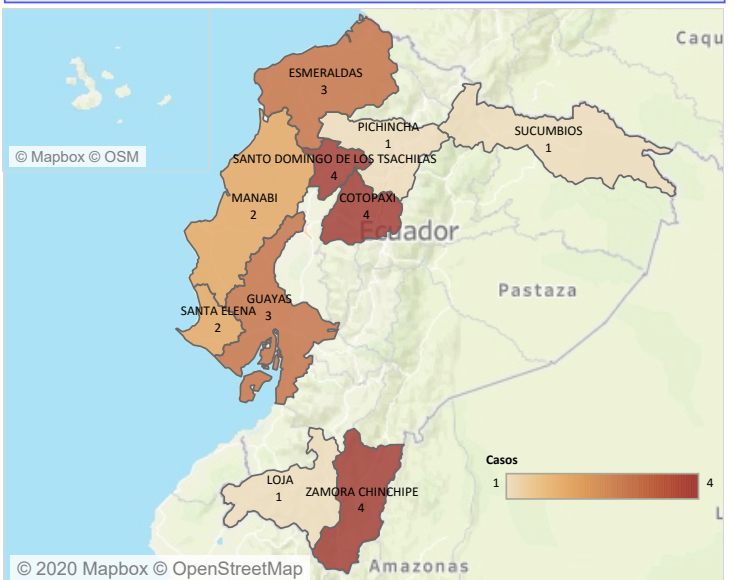 Caqu
ESMERALDAS
3
PICHINCHA
1
SUCUMBIOS
1
© Mapbox © OSM
SANTO DOMINGO DE LOS TSACHILAS
4
MANABI
2
COTOPAXI
4
Ecuador
Pastaza
GUAYAS
3
SANTA ELENA
2
Casos
1
4
LOJA
1
ZAMORA CHINCHIPE
4
L
© 2020 Mapbox © OpenStreetMap
Amazonas